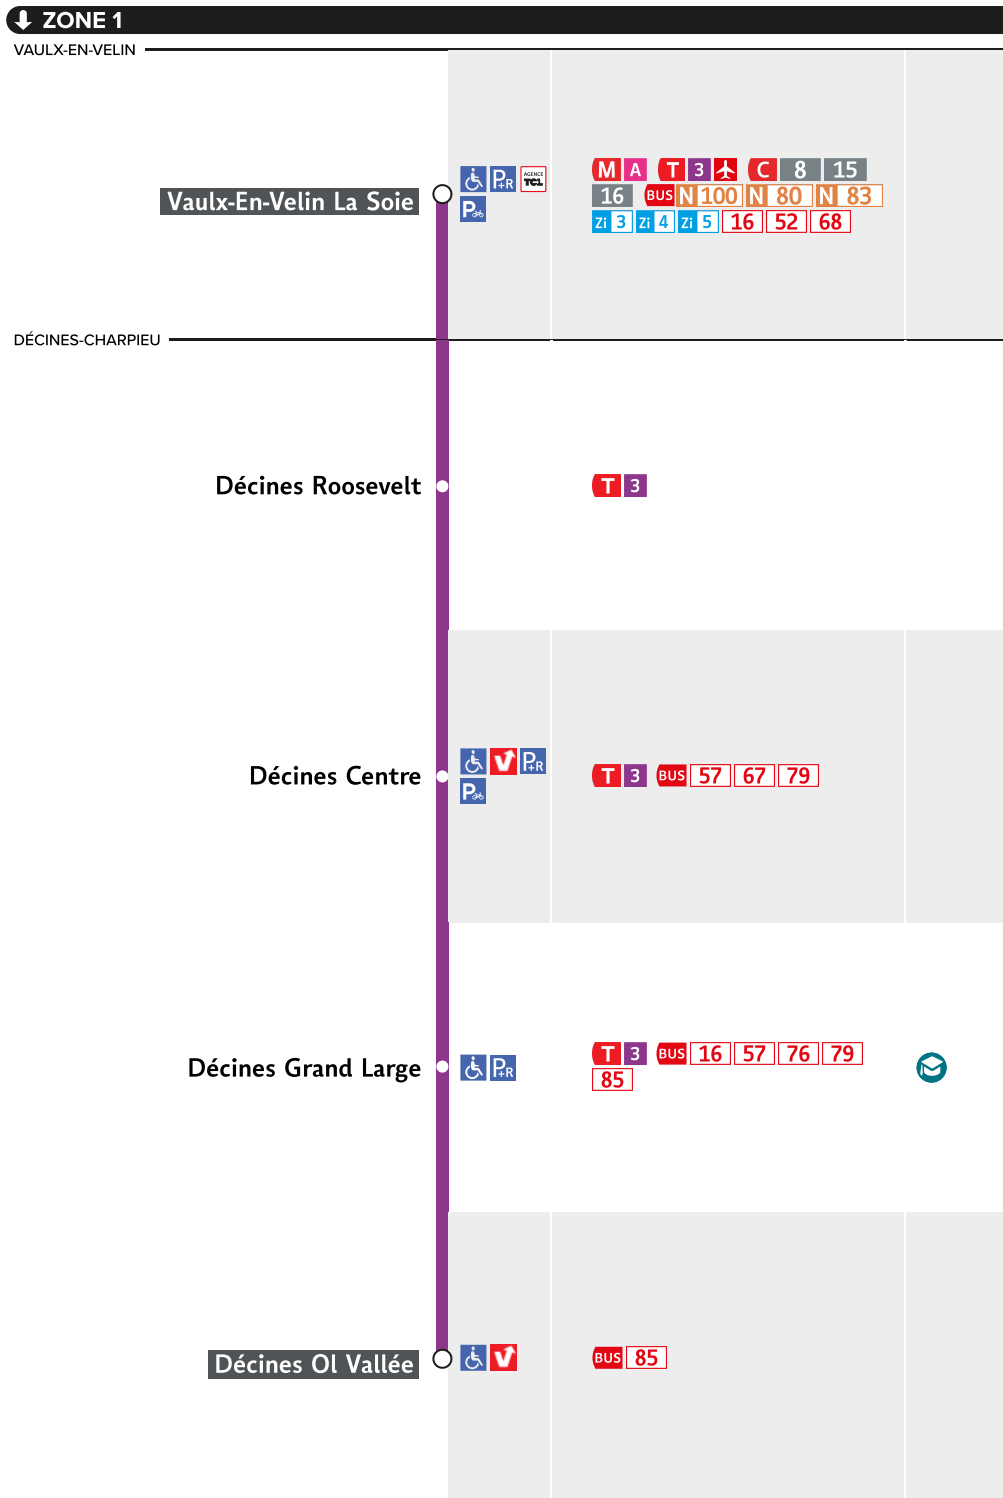 ZONE 1
VAULX-EN-VELIN
Vaulx-En-Velin La Soie
P+R AGENCE TCL
P
M A T 3 C 8 15
16 BUS N 100 N 80 N 83
Zi 3 Zi 4 Zi 5 16 52 68
DÉCINES-CHARPIEU
Décines Roosevelt T 3
Décines Centre
V P+R
P
T 3 BUS 57 67 79
Décines Grand Large
P+R
T 3 BUS 16 57 76 79
85
Décines Ol Vallée V BUS 85